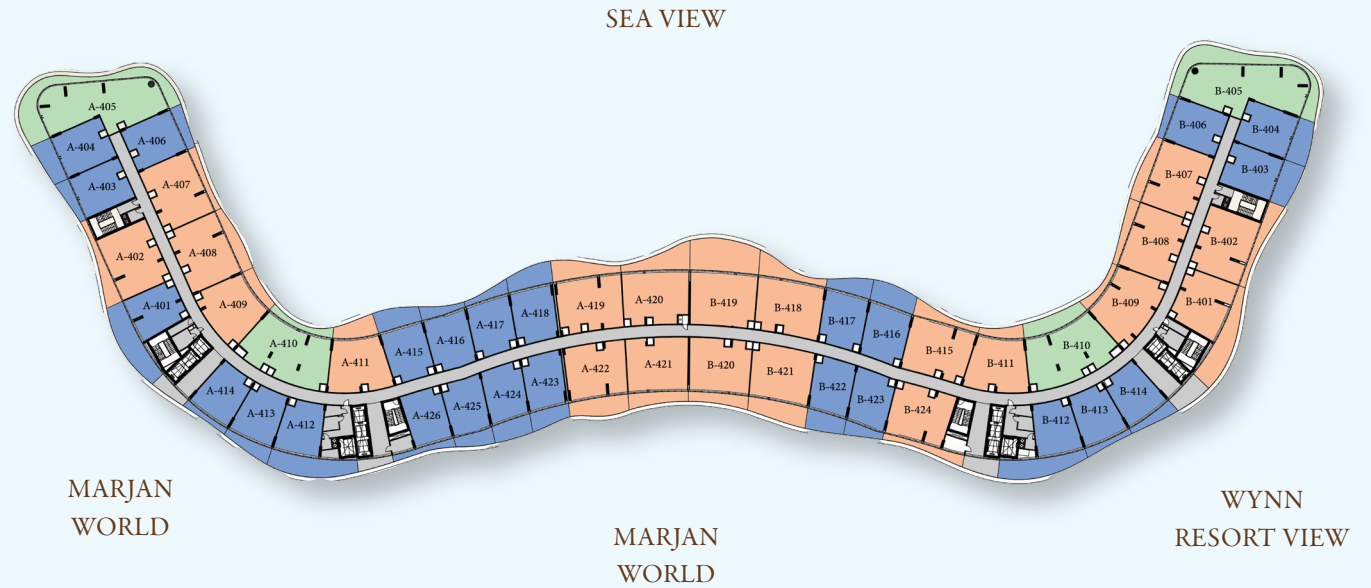 SEA VIEW
A-405
A-404
A-406
A-403
A-407
A-402
A-408
A-401
A-409
A-410
A-411
A-414
A-413
A-412
A-415
A-416
A-417
A-418
A-419
A-420
B-419
B-418
B-417
B-416
B-415
B-411
B-410
A-426
A-425
A-424
A-423
A-422
A-421
B-420
B-421
B-422
B-423
B-424
B-412
B-413
B-414
B-405
B-406
B-404
B-407
B-403
B-408
B-402
B-409
B-401
MARJAN
WORLD
MARJAN
WORLD
WYNN
RESORT VIEW